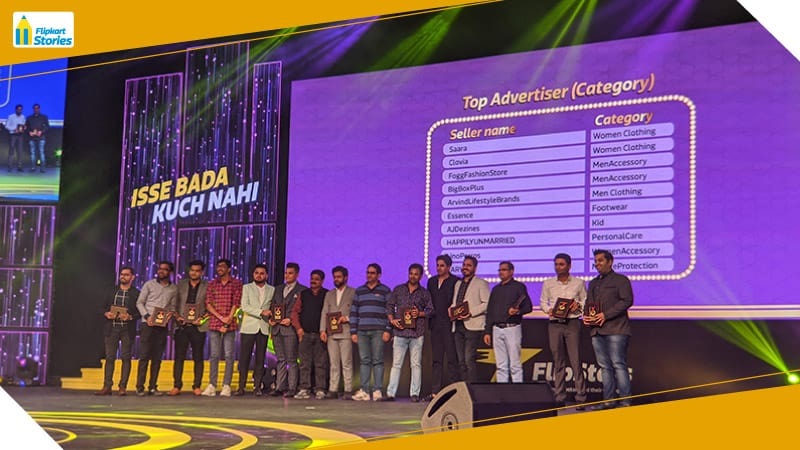 Flipkart
Stories
ISSE BADA
KUCH NAHI
Top Advertiser (Category)
Seller name Category
Saara Women Clothing
Clovia Women Clothing
FoggFashionStore MenAccessory
BigBoxPlus MenAccessory
ArvindLifestyleBrands Men Clothing
Essence Footwear
AJDezines Kid
HAPPILYUNMARRIED PersonalCare